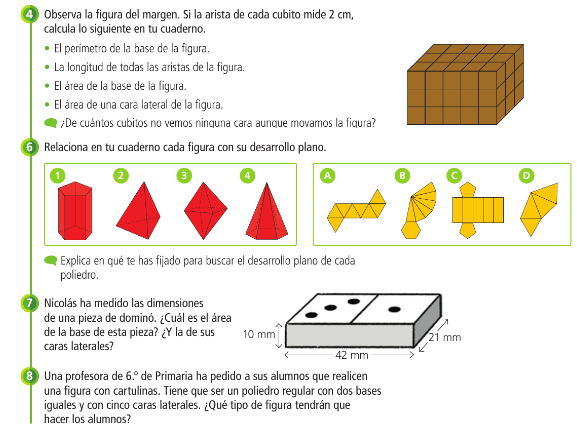 4 Observa la figura del margen. Si la arista de cada cubito mide 2 cm,
calcula lo siguiente en tu cuaderno.
• El perímetro de la base de la figura.
• La longitud de todas las aristas de la figura.
• El área de la base de la figura.
• El área de una cara lateral de la figura.
¿De cuántos cubitos no vemos ninguna cara aunque movamos la figura?
6 Relaciona en tu cuaderno cada figura con su desarrollo plano.
1 2 3 4 A B C D
Explica en qué te has fijado para buscar el desarrollo plano de cada
poliedro.
7 Nicolás ha medido las dimensiones
de una pieza de dominó. ¿Cuál es el área
de la base de esta pieza? ¿Y la de sus
caras laterales?
10 mm
42 mm
21 mm
8 Una profesora de 6.º de Primaria ha pedido a sus alumnos que realicen
una figura con cartulinas. Tiene que ser un poliedro regular con dos bases
iguales y con cinco caras laterales. ¿Qué tipo de figura tendrán que
hacer los alumnos?